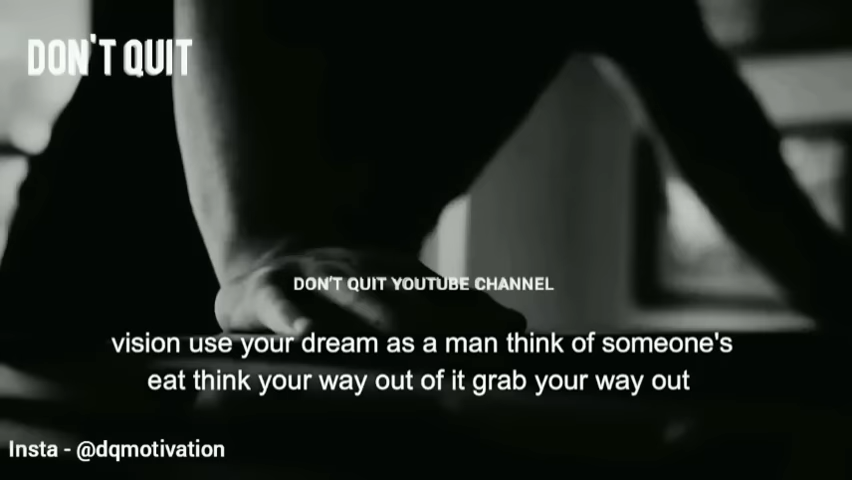 DON'T QUIT
DON'T QUIT YOUTUBE CHANNEL
vision use your dream as a man think of someone's
eat think your way out of it grab your way out
Insta - @dqmotivation